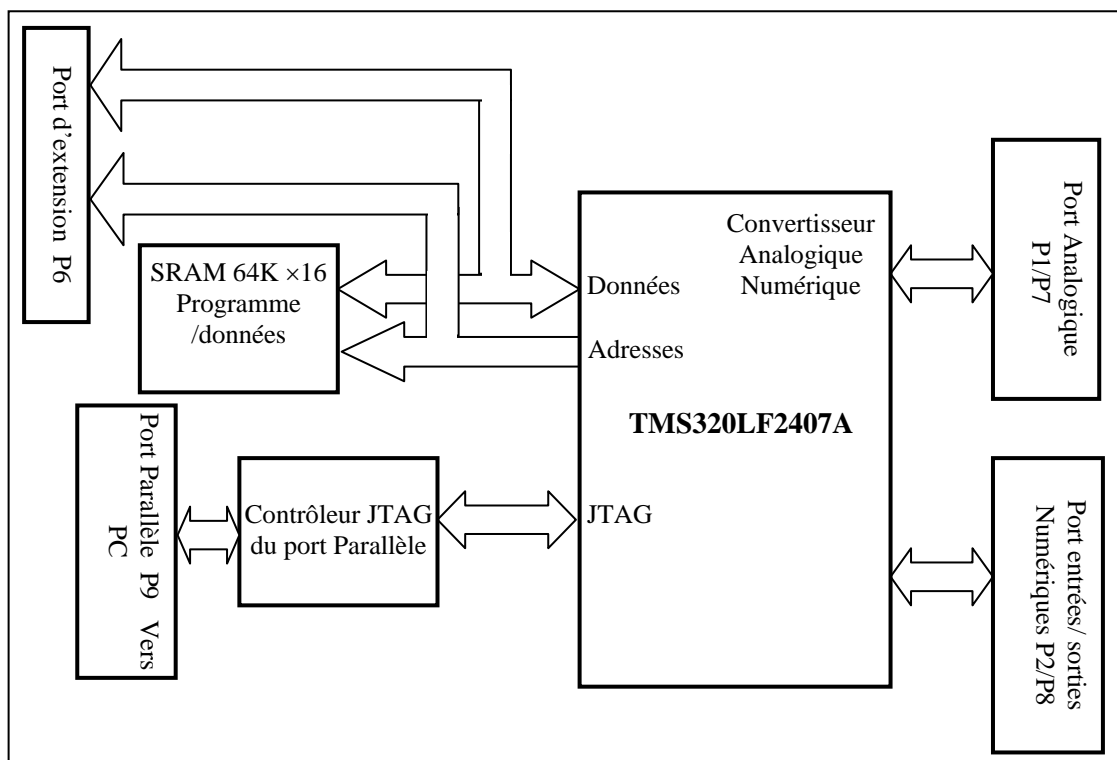 Port d'extension P6
SRAM 64K ×16
Programme
/données
Données
Adresses
Convertisseur
Analogique
Numérique
TMS320LF2407A
JTAG
Port Analogique
P1/P7
Port Parallèle P9 Vers
PC
Contrôleur JTAG
du port Parallèle
Port entrées/ sorties
Numériques P2/P8